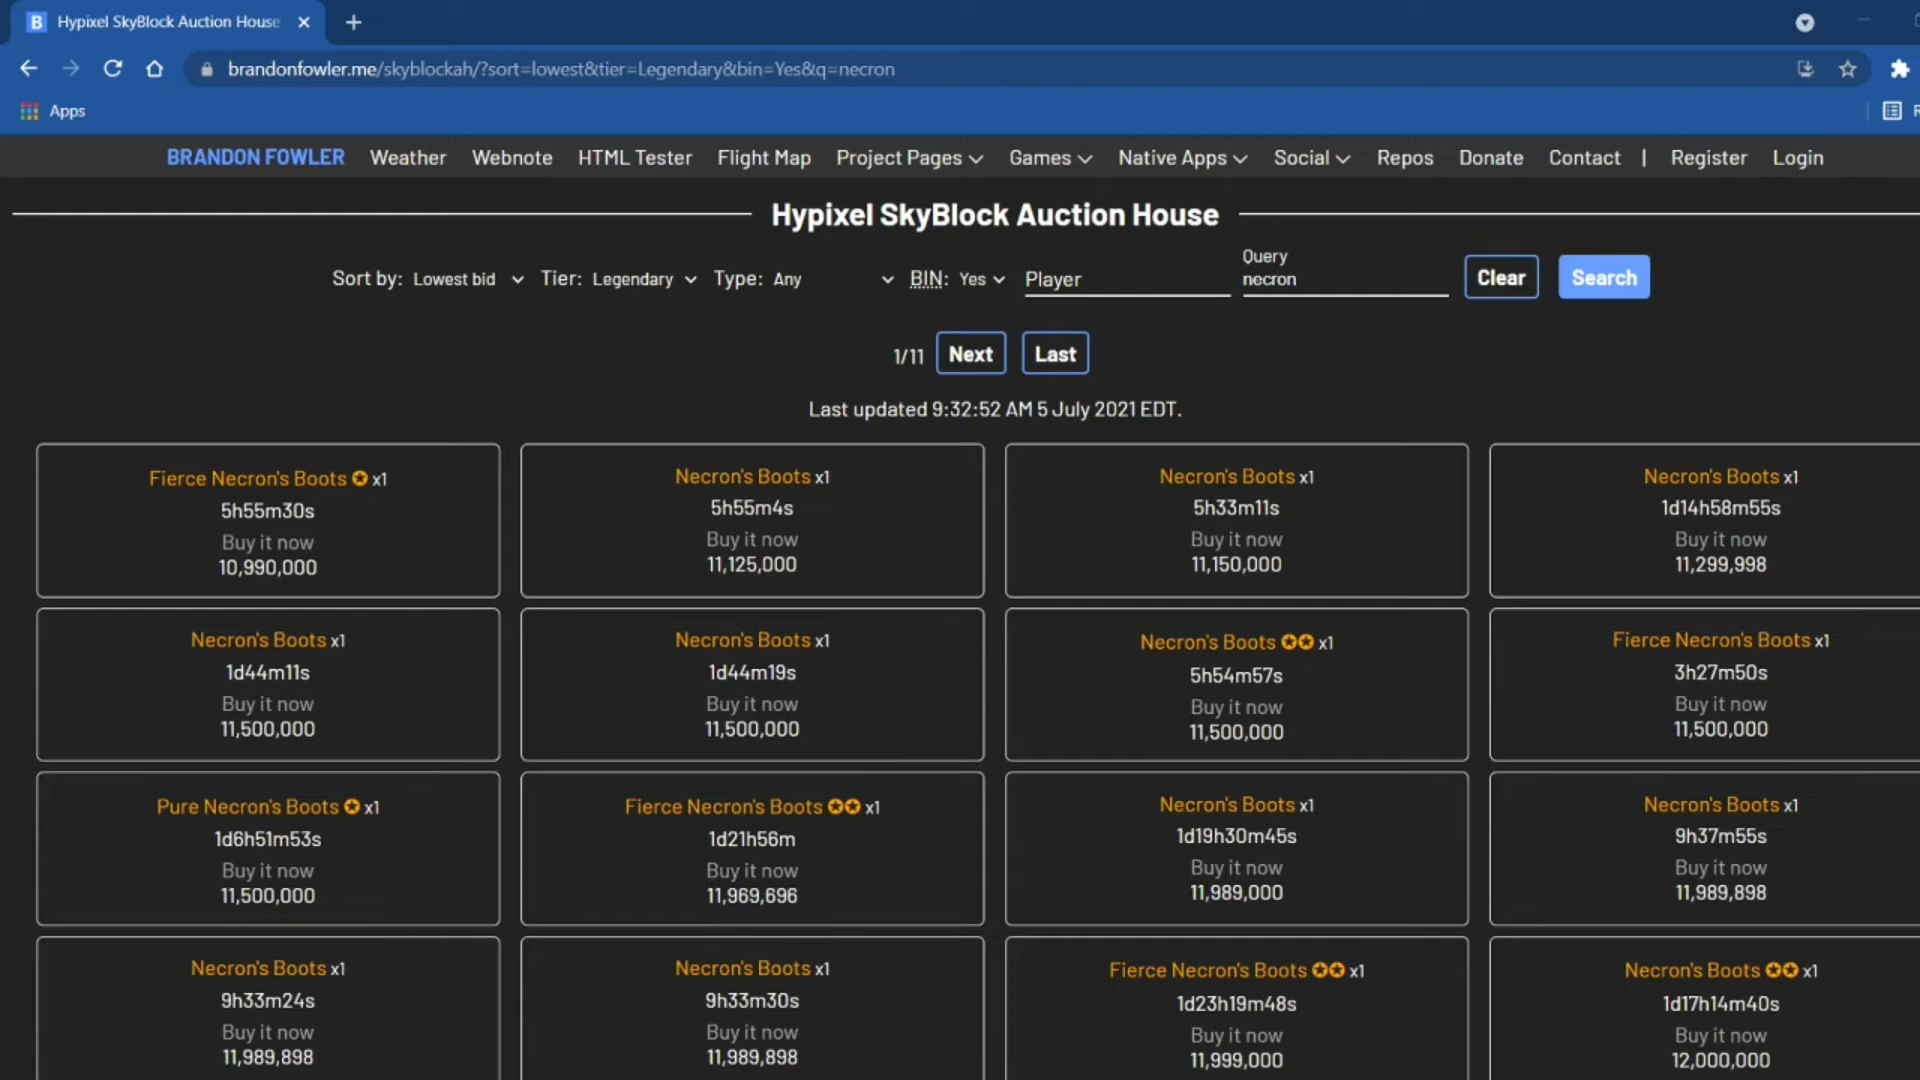 B Hypixel SkyBlock Auction House
brandonfowler.me/skyblockah/?sort=lowest&tier=Legendary&bin=Yes&q=necron
Apps
R
BRANDON FOWLER Weather Webnote HTML Tester Flight Map Project Pages Games Native Apps Social Repos Donate Contact | Register Login
Hypixel SkyBlock Auction House
Sort by: Lowest bid Tier: Legendary Type: Any BIN: Yes Player Query necron Clear Search
1/11 Next Last
Last updated 9:32:52 AM 5 July 2021 EDT.
Fierce Necron's Boots ✪ x1
5h55m30s
Buy it now
10,990,000
Necron's Boots x1
5h55m4s
Buy it now
11,125,000
Necron's Boots x1
5h33m11s
Buy it now
11,150,000
Necron's Boots x1
1d14h58m55s
Buy it now
11,299,998
Necron's Boots x1
1d44m11s
Buy it now
11,500,000
Necron's Boots x1
1d44m19s
Buy it now
11,500,000
Necron's Boots ✪✪ x1
5h54m57s
Buy it now
11,500,000
Fierce Necron's Boots x1
3h27m50s
Buy it now
11,500,000
Pure Necron's Boots ✪ x1
1d6h51m53s
Buy it now
11,500,000
Fierce Necron's Boots ✪✪ x1
1d21h56m
Buy it now
11,969,696
Necron's Boots x1
1d19h30m45s
Buy it now
11,989,000
Necron's Boots x1
9h37m55s
Buy it now
11,989,898
Necron's Boots x1
9h33m24s
Buy it now
11,989,898
Necron's Boots x1
9h33m30s
Buy it now
11,989,898
Fierce Necron's Boots ✪✪ x1
1d23h19m48s
Buy it now
11,999,000
Necron's Boots ✪✪ x1
1d17h14m40s
Buy it now
12,000,000